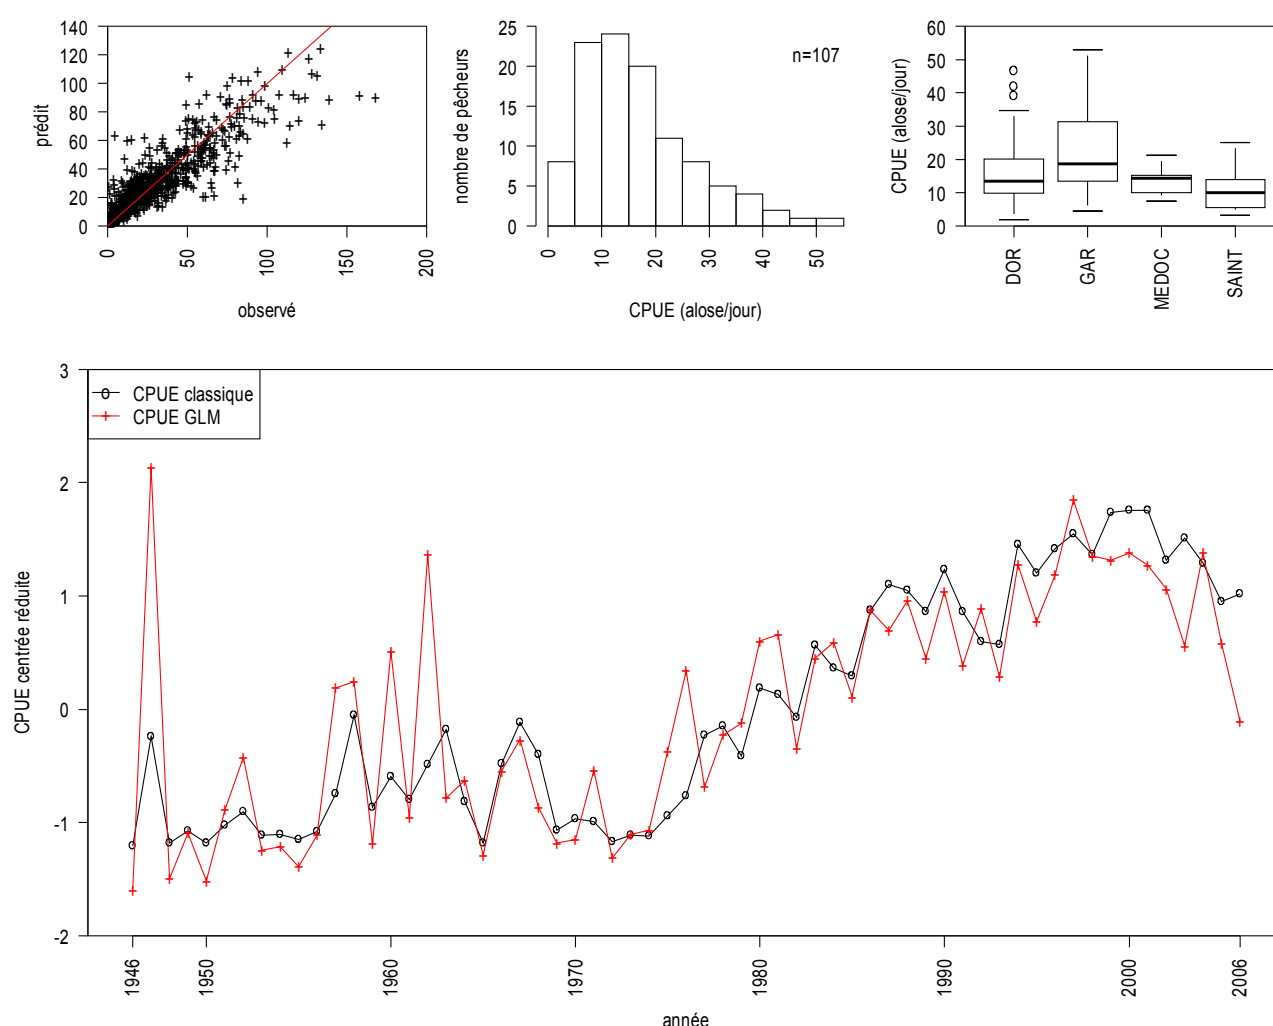 140
120
100
80
60
40
20
0
prédit
0 50 100 150 200
observé
25
20
15
10
5
0
nombre de pêcheurs
n=107
0 10 20 30 40 50
CPUE (alose/jour)
60
50
40
30
20
10
0
CPUE (alose/jour)
DOR GAR MEDOC SAINT
3
2
1
0
-1
-2
CPUE centrée réduite
CPUE classique
CPUE GLM
1946 1950 1960 1970 1980 1990 2000 2006
année